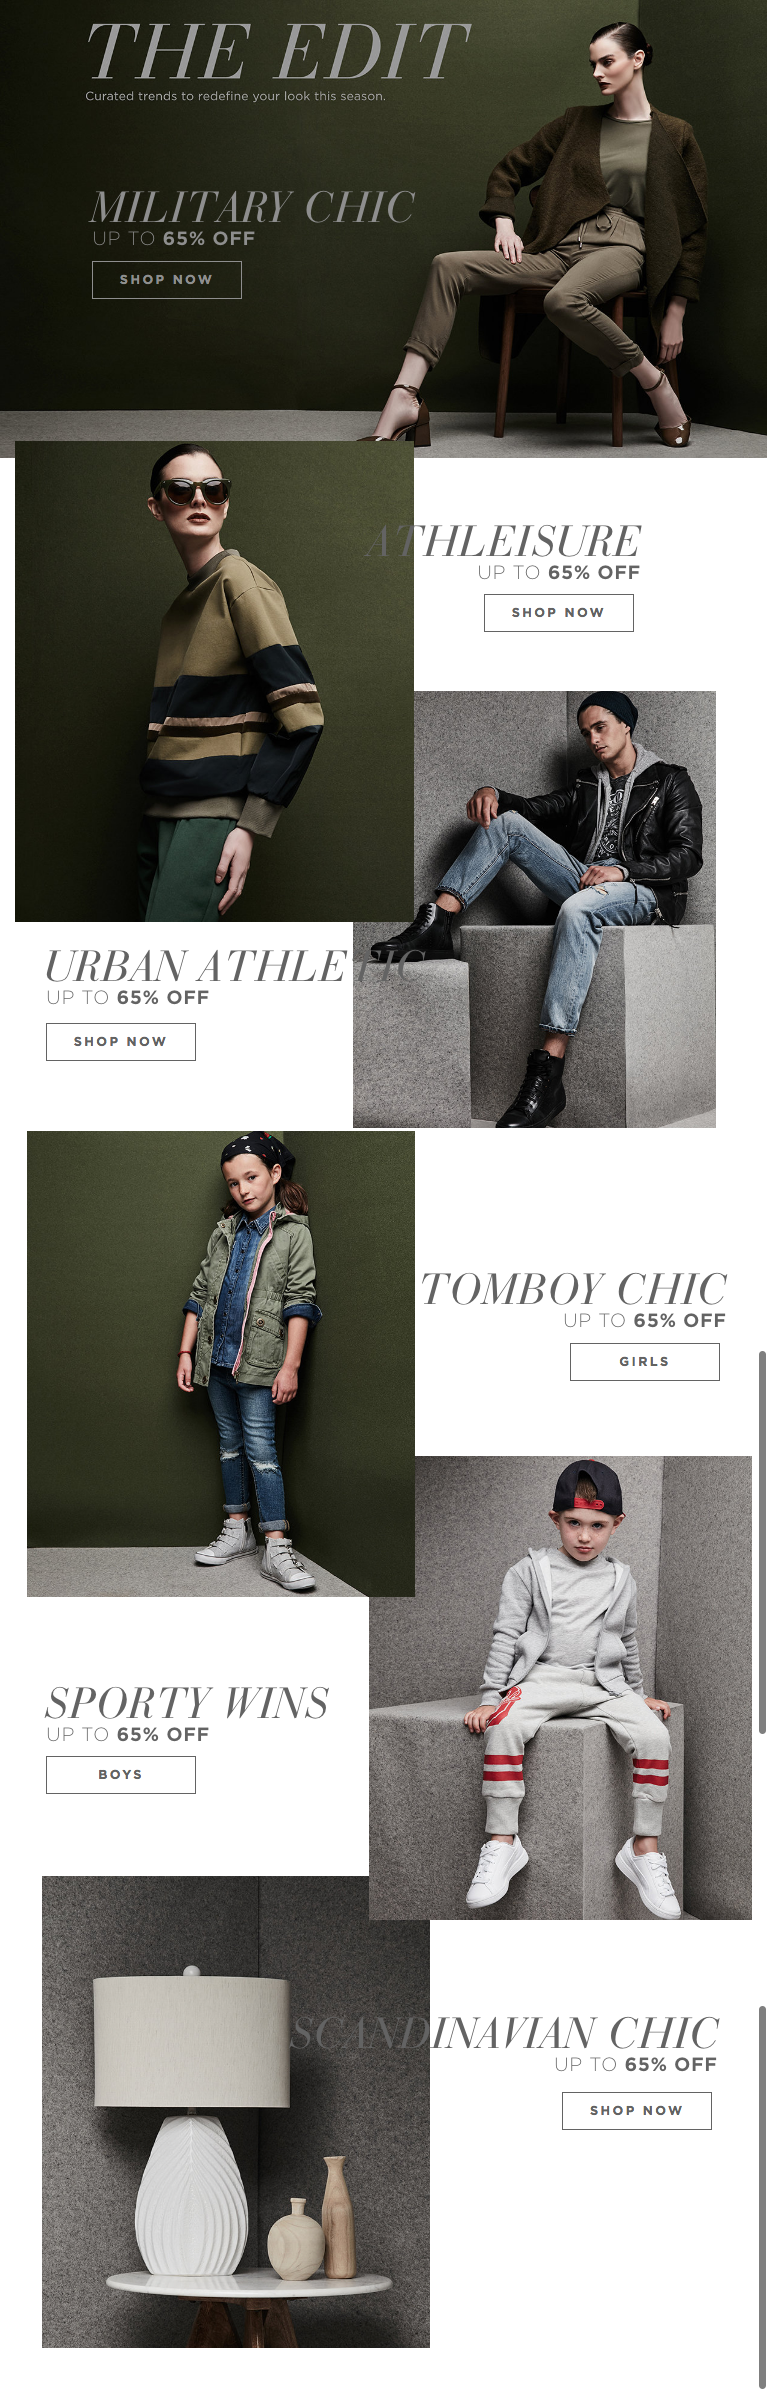 THE EDIT
Curated trends to redefine your look this season.
MILITARY CHIC
UP TO 65% OFF
SHOP NOW
ATHLEISURE
UP TO 65% OFF
SHOP NOW
URBAN ATHLETIC
UP TO 65% OFF
SHOP NOW
TOMBOY CHIC
UP TO 65% OFF
GIRLS
SPORTY WINS
UP TO 65% OFF
BOYS
SCANDINAVIAN CHIC
UP TO 65% OFF
SHOP NOW